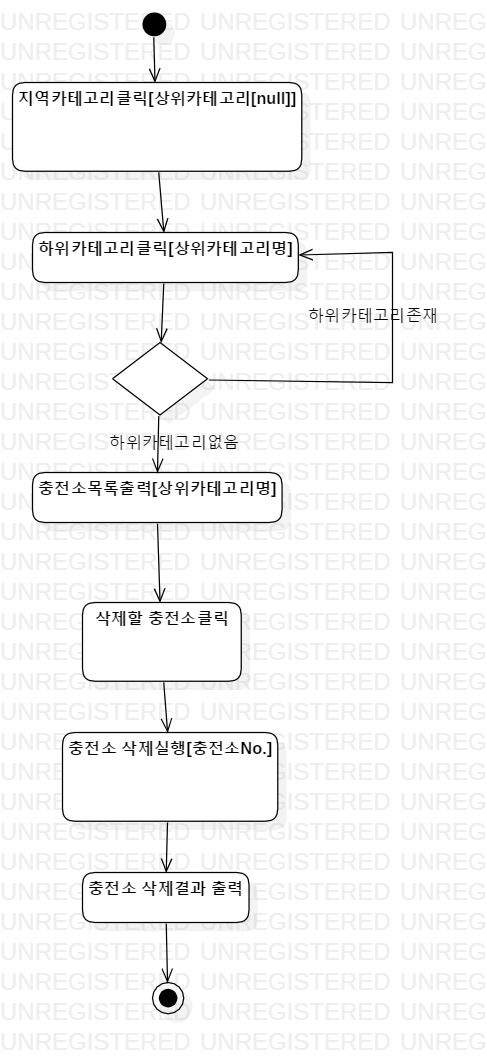 지역카테고리클릭[상위카테고리[null]]
하위카테고리클릭[상위카테고리명]
하위카테고리존재
하위카테고리없음
충전소목록출력[상위카테고리명]
삭제할 충전소클릭
충전소 삭제실행[충전소No.]
충전소 삭제결과 출력